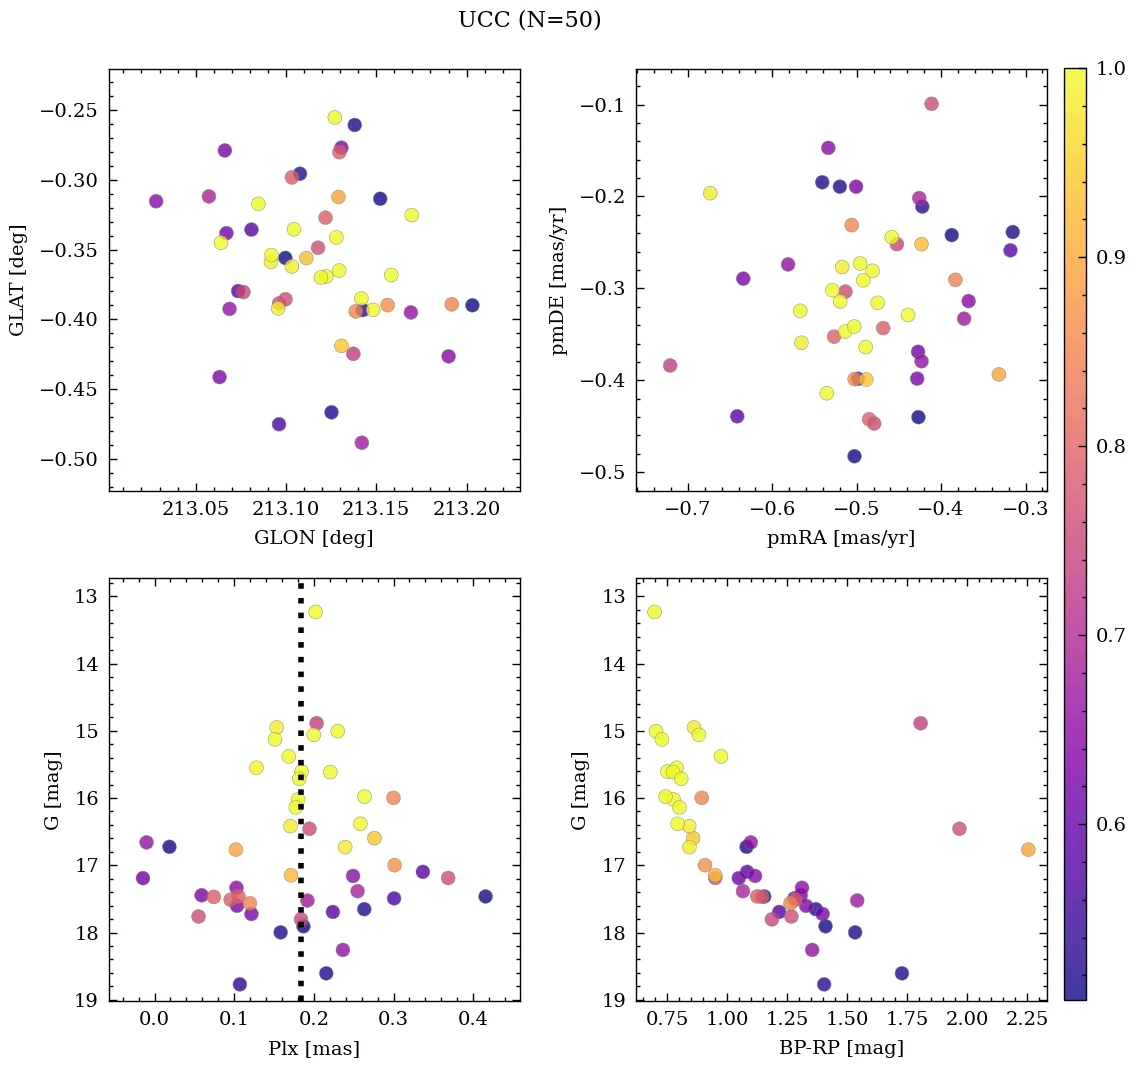 UCC (N=50)
−0.25
−0.30
−0.35
−0.40
−0.45
−0.50
GLAT [deg]
213.05 213.10 213.15 213.20
GLON [deg]
−0.1
−0.2
−0.3
−0.4
−0.5
pmDE [mas/yr]
−0.7 −0.6 −0.5 −0.4 −0.3
pmRA [mas/yr]
13
14
15
16
17
18
19
G [mag]
0.0 0.1 0.2 0.3 0.4
Plx [mas]
13
14
15
16
17
18
19
G [mag]
0.75 1.00 1.25 1.50 1.75 2.00 2.25
BP-RP [mag]
1.0
0.9
0.8
0.7
0.6